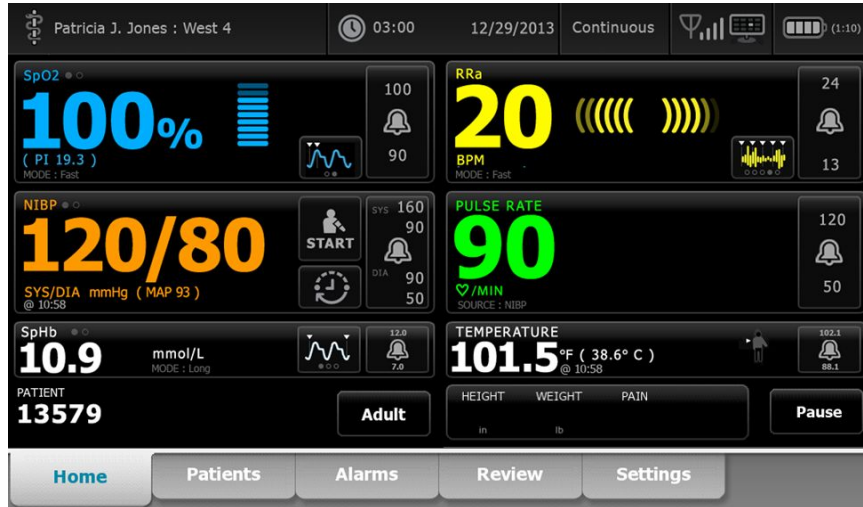 Patricia J. Jones : West 4 03:00 12/29/2013 Continuous (1:10)
SpO2
100%
( PI 19.3 )
MODE : Fast
100
90
RRa
20
BPM
MODE : Fast
24
13
NIBP
120/80
SYS/DIA mmHg ( MAP 93 )
@ 10:58
START
SYS 160
90
DIA 90
50
PULSE RATE
90
/MIN
SOURCE : NIBP
120
50
SpHb
10.9 mmol/L
MODE : Long
12.0
7.0
TEMPERATURE
101.5 °F ( 38.6° C )
@ 10:58
102.1
88.1
PATIENT
13579
Adult
HEIGHT WEIGHT PAIN
in lb
Pause
Home Patients Alarms Review Settings